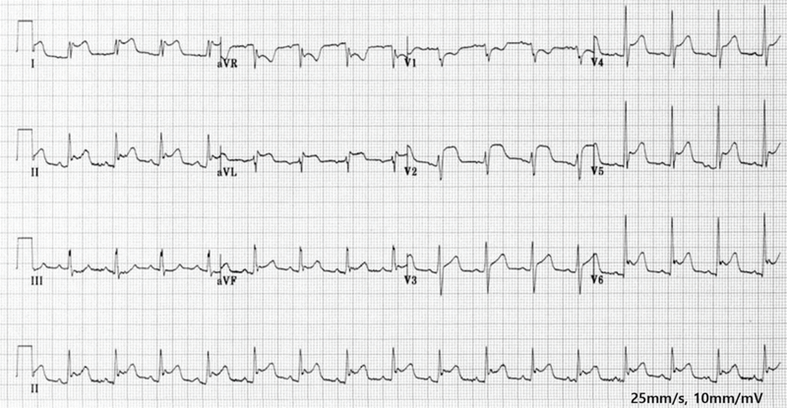 I aVR V1 V4
II aVL V2 V5
III aVF V3 V6
II
25mm/s, 10mm/mV